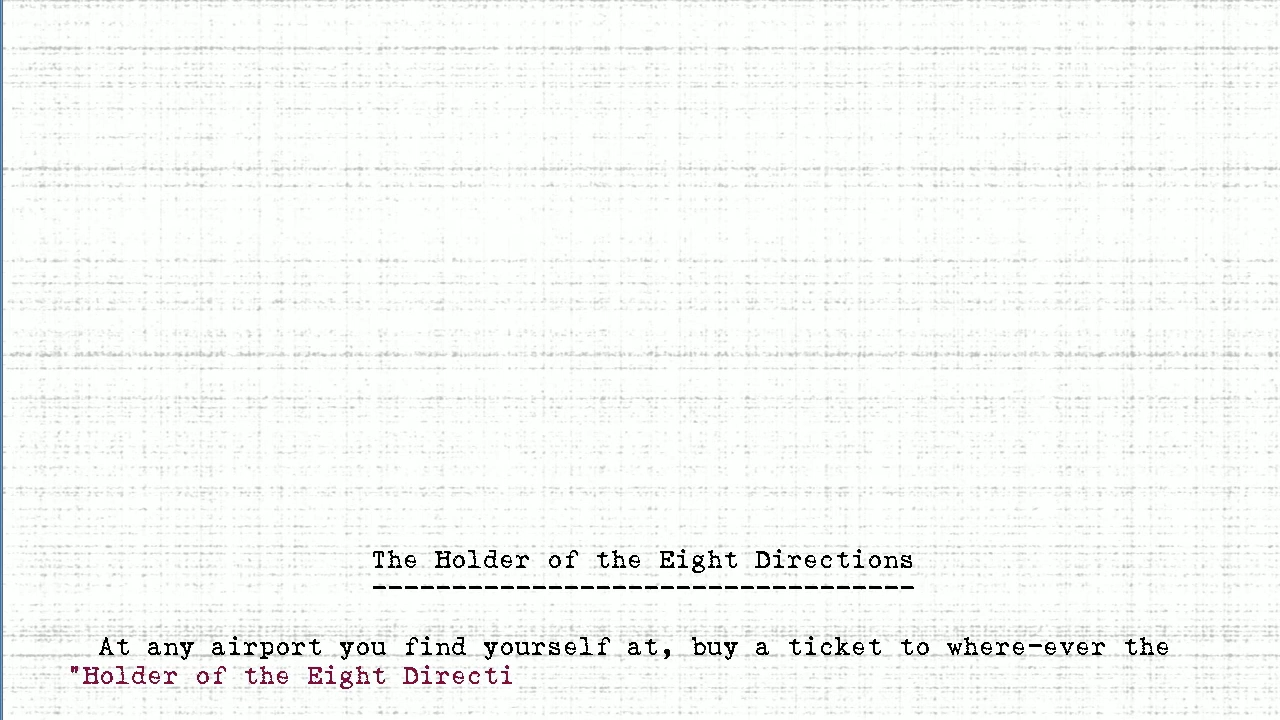 The Holder of the Eight Directions
----------------------------------
At any airport you find yourself at, buy a ticket to where-ever the
"Holder of the Eight Directi